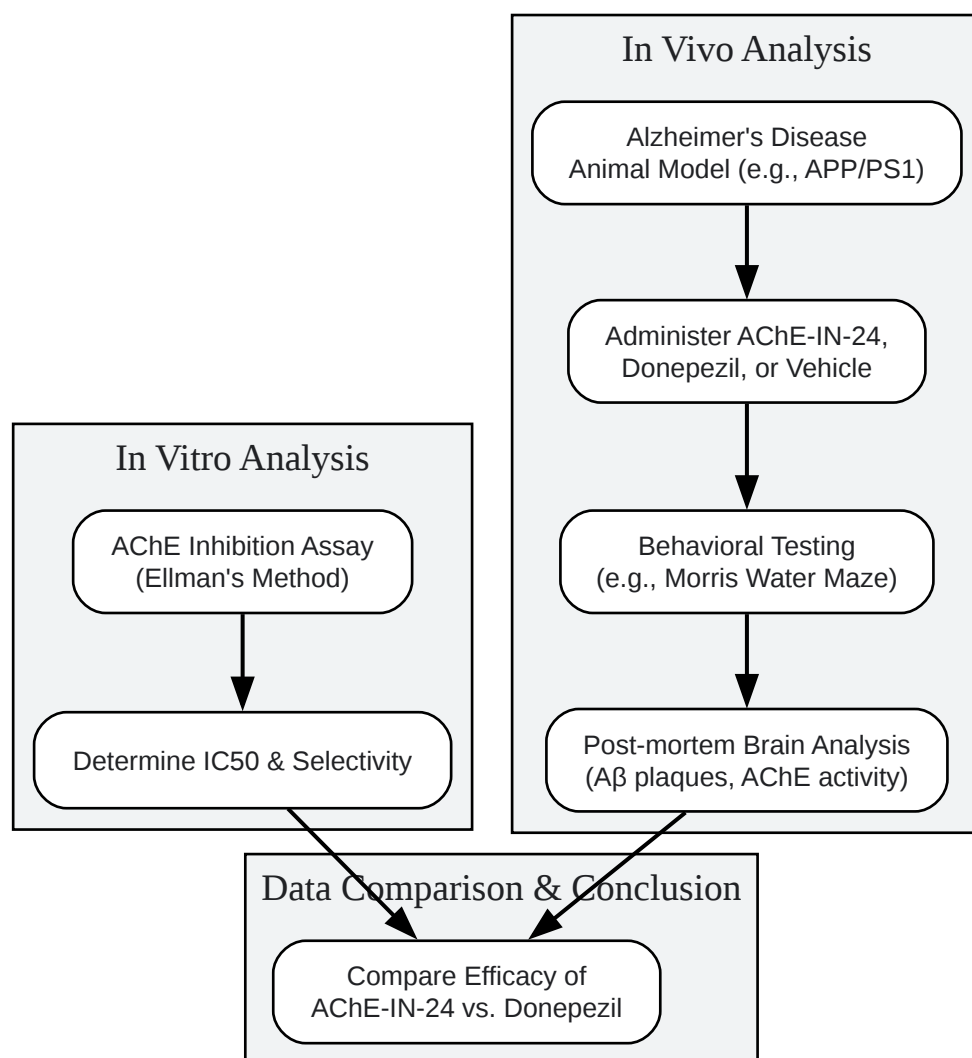 In Vivo Analysis
Alzheimer's Disease
Animal Model (e.g., APP/PS1)
Administer AChE-IN-24,
Donepezil, or Vehicle
Behavioral Testing
(e.g., Morris Water Maze)
Post-mortem Brain Analysis
(Aβ plaques, AChE activity)
In Vitro Analysis
AChE Inhibition Assay
(Ellman's Method)
Determine IC50 & Selectivity
Data Comparison & Conclusion
Compare Efficacy of
AChE-IN-24 vs. Donepezil